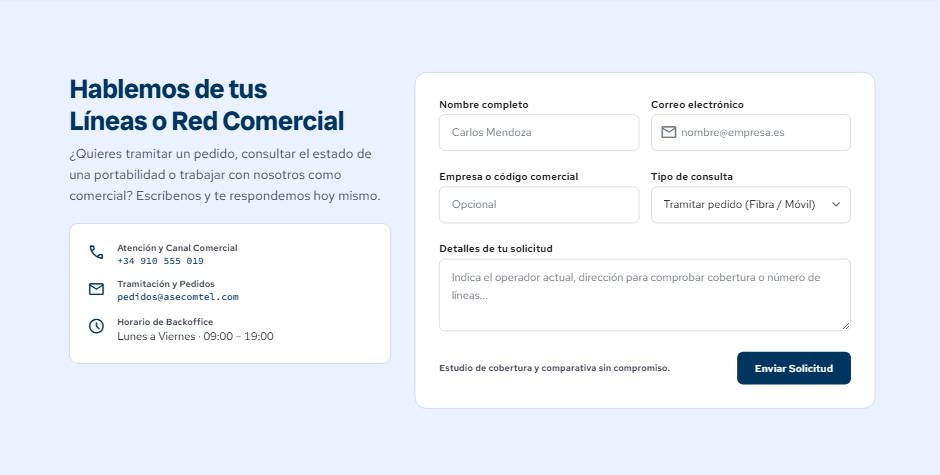 Hablemos de tus
Líneas o Red Comercial
¿Quieres tramitar un pedido, consultar el estado de
una portabilidad o trabajar con nosotros como
comercial? Escríbenos y te respondemos hoy mismo.
Atención y Canal Comercial
+34 910 555 019
Tramitación y Pedidos
pedidos@asecomtel.com
Horario de Backoffice
Lunes a Viernes · 09:00 – 19:00
Nombre completo
Carlos Mendoza
Correo electrónico
nombre@empresa.es
Empresa o código comercial
Opcional
Tipo de consulta
Tramitar pedido (Fibra / Móvil)
Detalles de tu solicitud
Indica el operador actual, dirección para comprobar cobertura o número de
líneas...
Estudio de cobertura y comparativa sin compromiso.
Enviar Solicitud